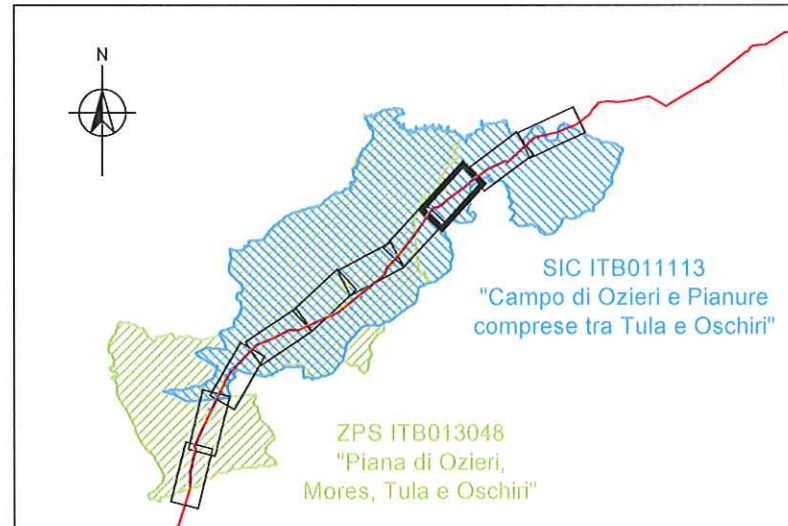 N
SIC ITB011113
"Campo di Ozieri e Pianure
comprese tra Tula e Oschiri"
ZPS ITB013048
"Piana di Ozieri,
Mores, Tula e Oschiri"